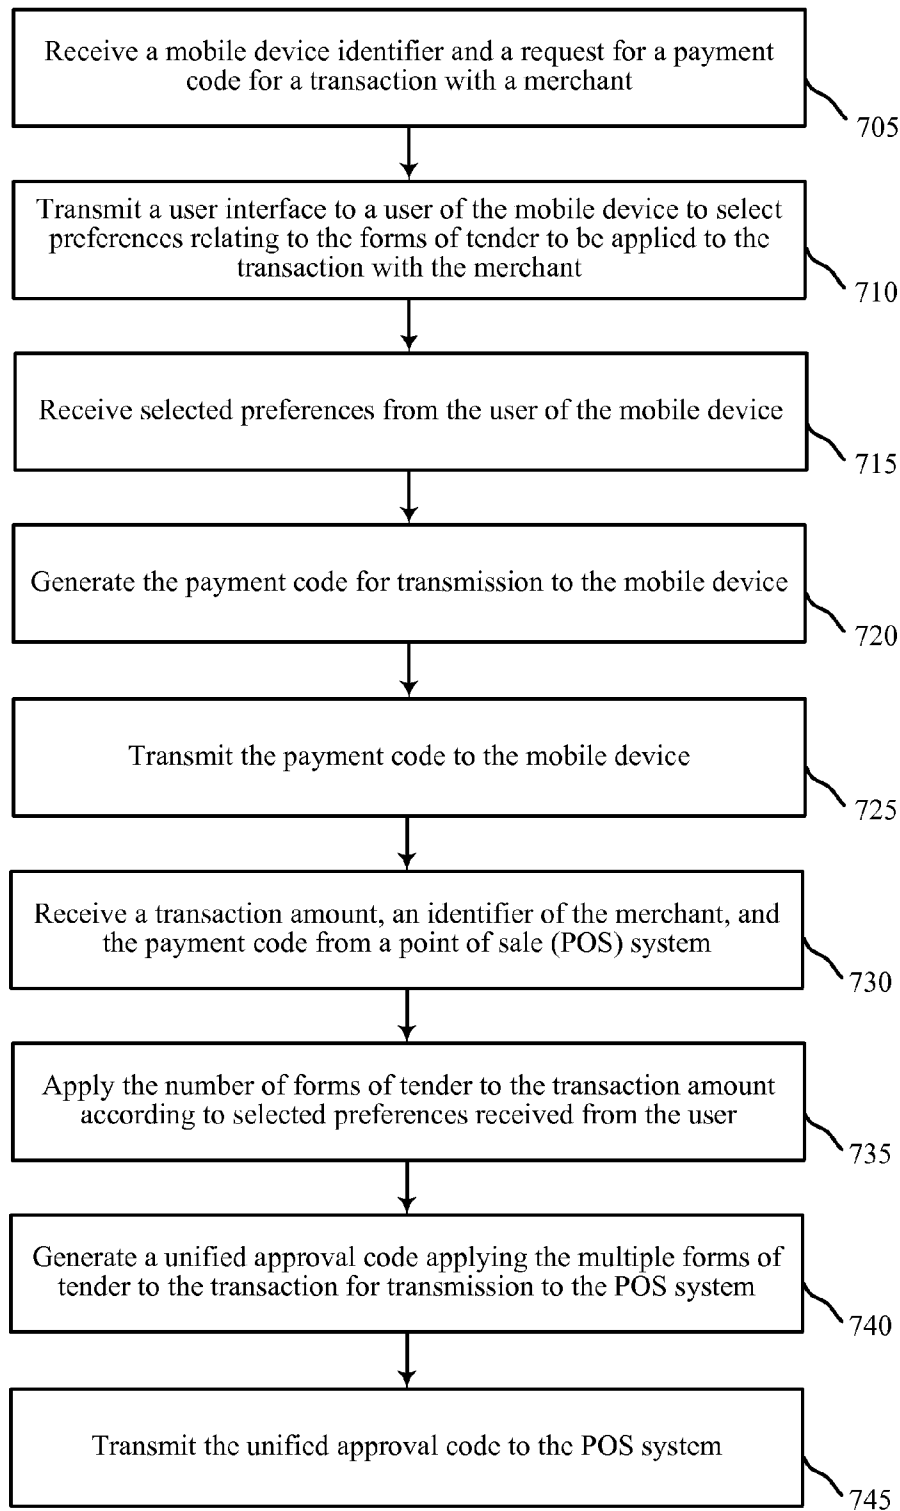 Receive a mobile device identifier and a request for a payment
code for a transaction with a merchant
705
Transmit a user interface to a user of the mobile device to select
preferences relating to the forms of tender to be applied to the
transaction with the merchant
710
Receive selected preferences from the user of the mobile device
715
Generate the payment code for transmission to the mobile device
720
Transmit the payment code to the mobile device
725
Receive a transaction amount, an identifier of the merchant, and
the payment code from a point of sale (POS) system
730
Apply the number of forms of tender to the transaction amount
according to selected preferences received from the user
735
Generate a unified approval code applying the multiple forms of
tender to the transaction for transmission to the POS system
740
Transmit the unified approval code to the POS system
745